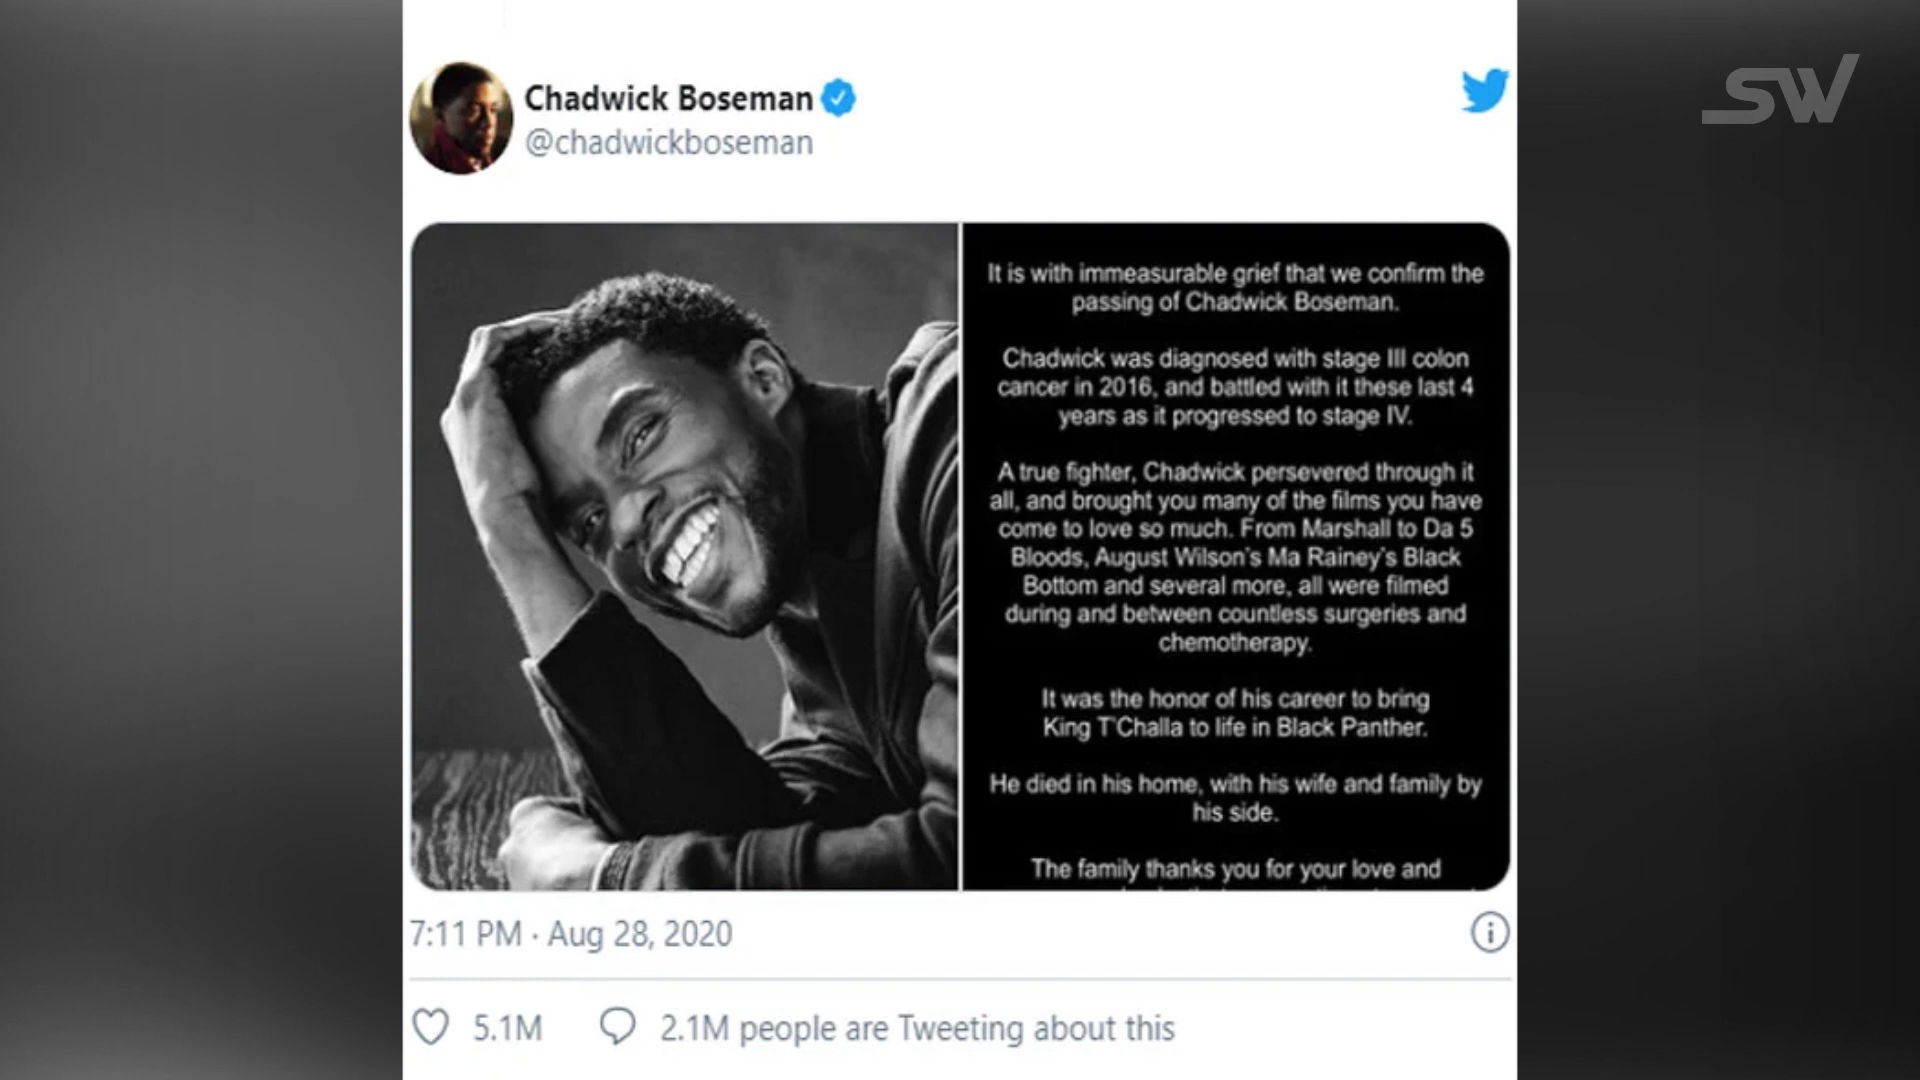 SW
Chadwick Boseman
@chadwickboseman
It is with immeasurable grief that we confirm the
passing of Chadwick Boseman.
Chadwick was diagnosed with stage III colon
cancer in 2016, and battled with it these last 4
years as it progressed to stage IV.
A true fighter, Chadwick persevered through it
all, and brought you many of the films you have
come to love so much. From Marshall to Da 5
Bloods, August Wilson's Ma Rainey's Black
Bottom and several more, all were filmed
during and between countless surgeries and
chemotherapy.
It was the honor of his career to bring
King T'Challa to life in Black Panther.
He died in his home, with his wife and family by
his side.
The family thanks you for your love and
7:11 PM · Aug 28, 2020
5.1M
2.1M people are Tweeting about this